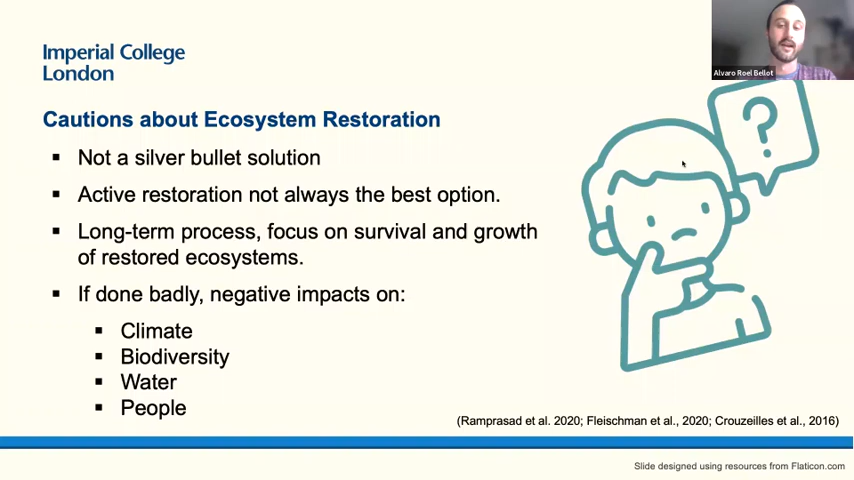 Alvaro Roel Bellot
Imperial College
London
Cautions about Ecosystem Restoration
▪ Not a silver bullet solution
▪ Active restoration not always the best option.
▪ Long-term process, focus on survival and growth
of restored ecosystems.
▪ If done badly, negative impacts on:
▪ Climate
▪ Biodiversity
▪ Water
▪ People
?
(Ramprasad et al. 2020; Fleischman et al., 2020; Crouzeilles et al., 2016)
Slide designed using resources from Flaticon.com